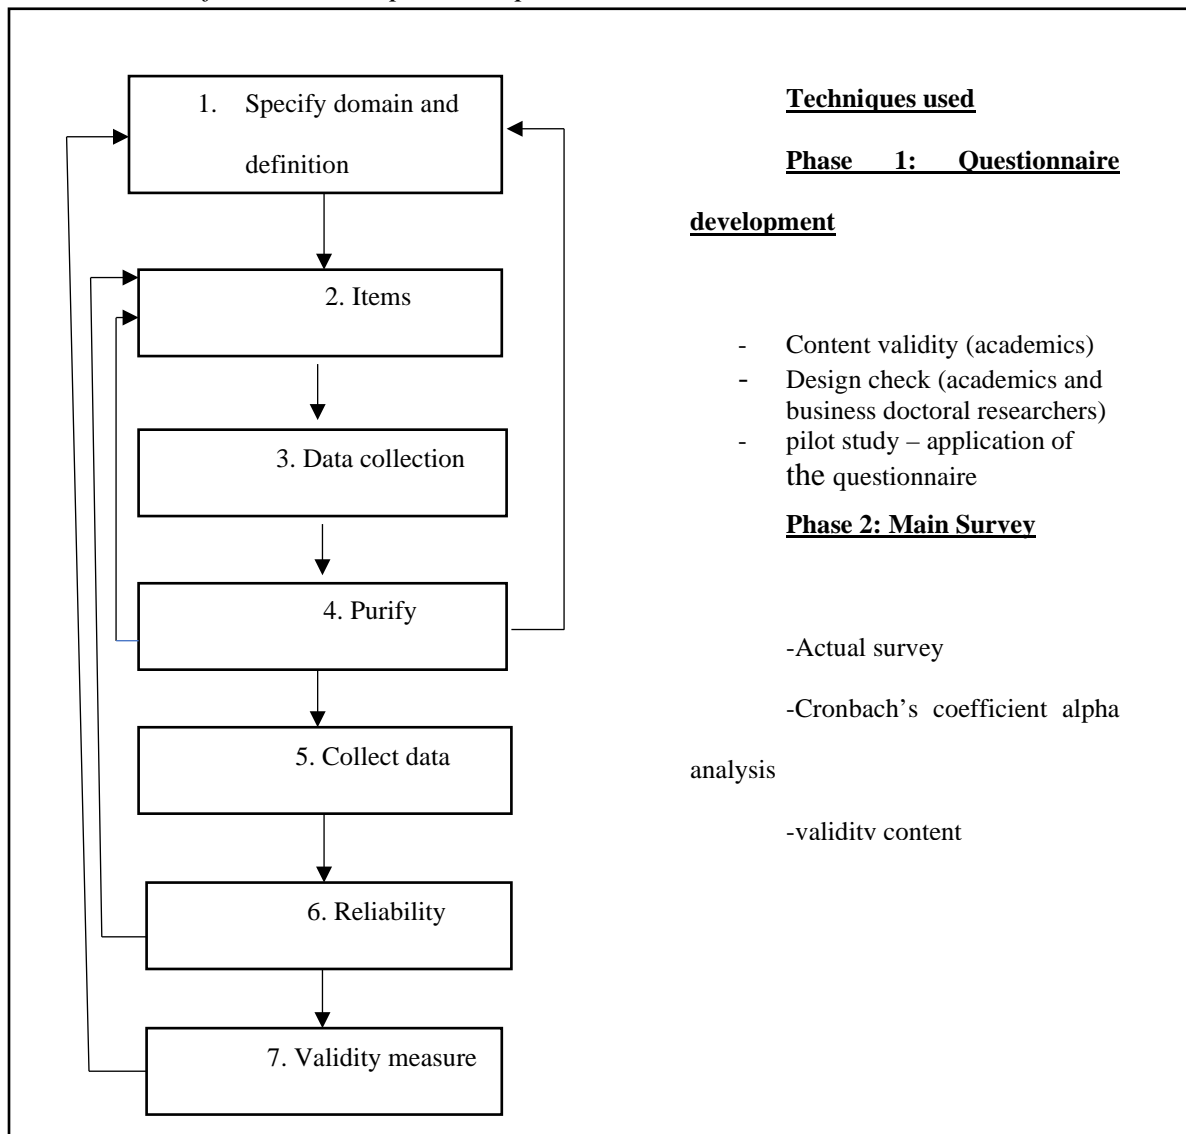 1. Specify domain and
definition
2. Items
3. Data collection
4. Purify
5. Collect data
6. Reliability
7. Validity measure
Techniques used
Phase 1: Questionnaire
development
- Content validity (academics)
- Design check (academics and
business doctoral researchers)
- pilot study – application of
the questionnaire
Phase 2: Main Survey
-Actual survey
-Cronbach’s coefficient alpha
analysis
-validity content